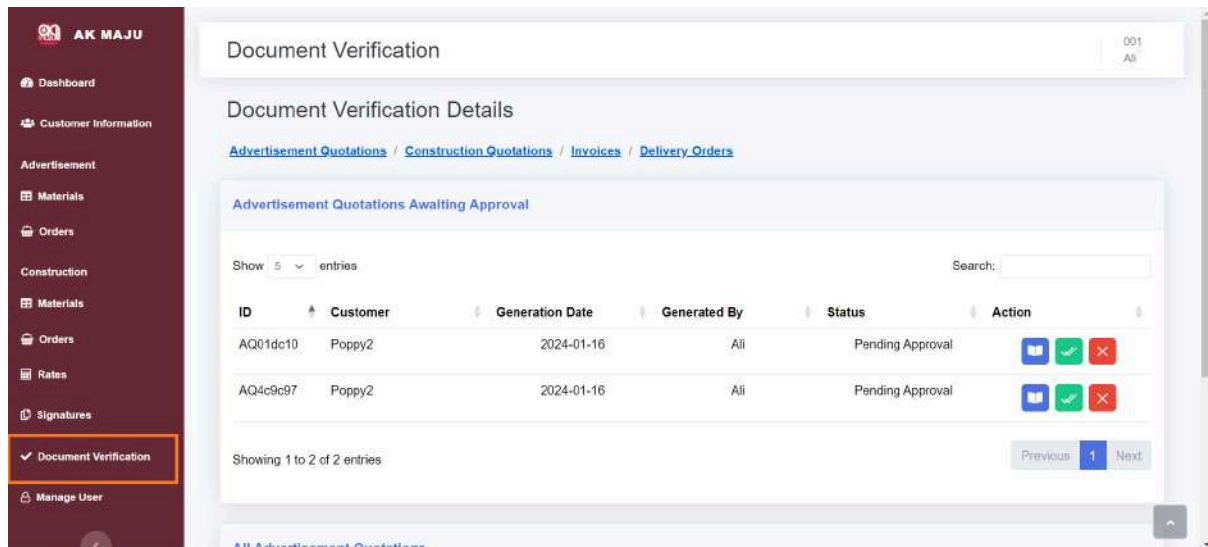 AK MAJU
Dashboard
Customer Information
Advertisement
Materials
Orders
Construction
Materials
Orders
Rates
Signatures
Document Verification
Manage User
Document Verification
001
Ali
Document Verification Details
Advertisement Quotations / Construction Quotations / Invoices / Delivery Orders
Advertisement Quotations Awaiting Approval
Show 5 entries Search:
ID Customer Generation Date Generated By Status Action
AQ01dc10 Poppy2 2024-01-16 Ali Pending Approval
AQ4c9c97 Poppy2 2024-01-16 Ali Pending Approval
Showing 1 to 2 of 2 entries Previous 1 Next
All Advertisement Quotations